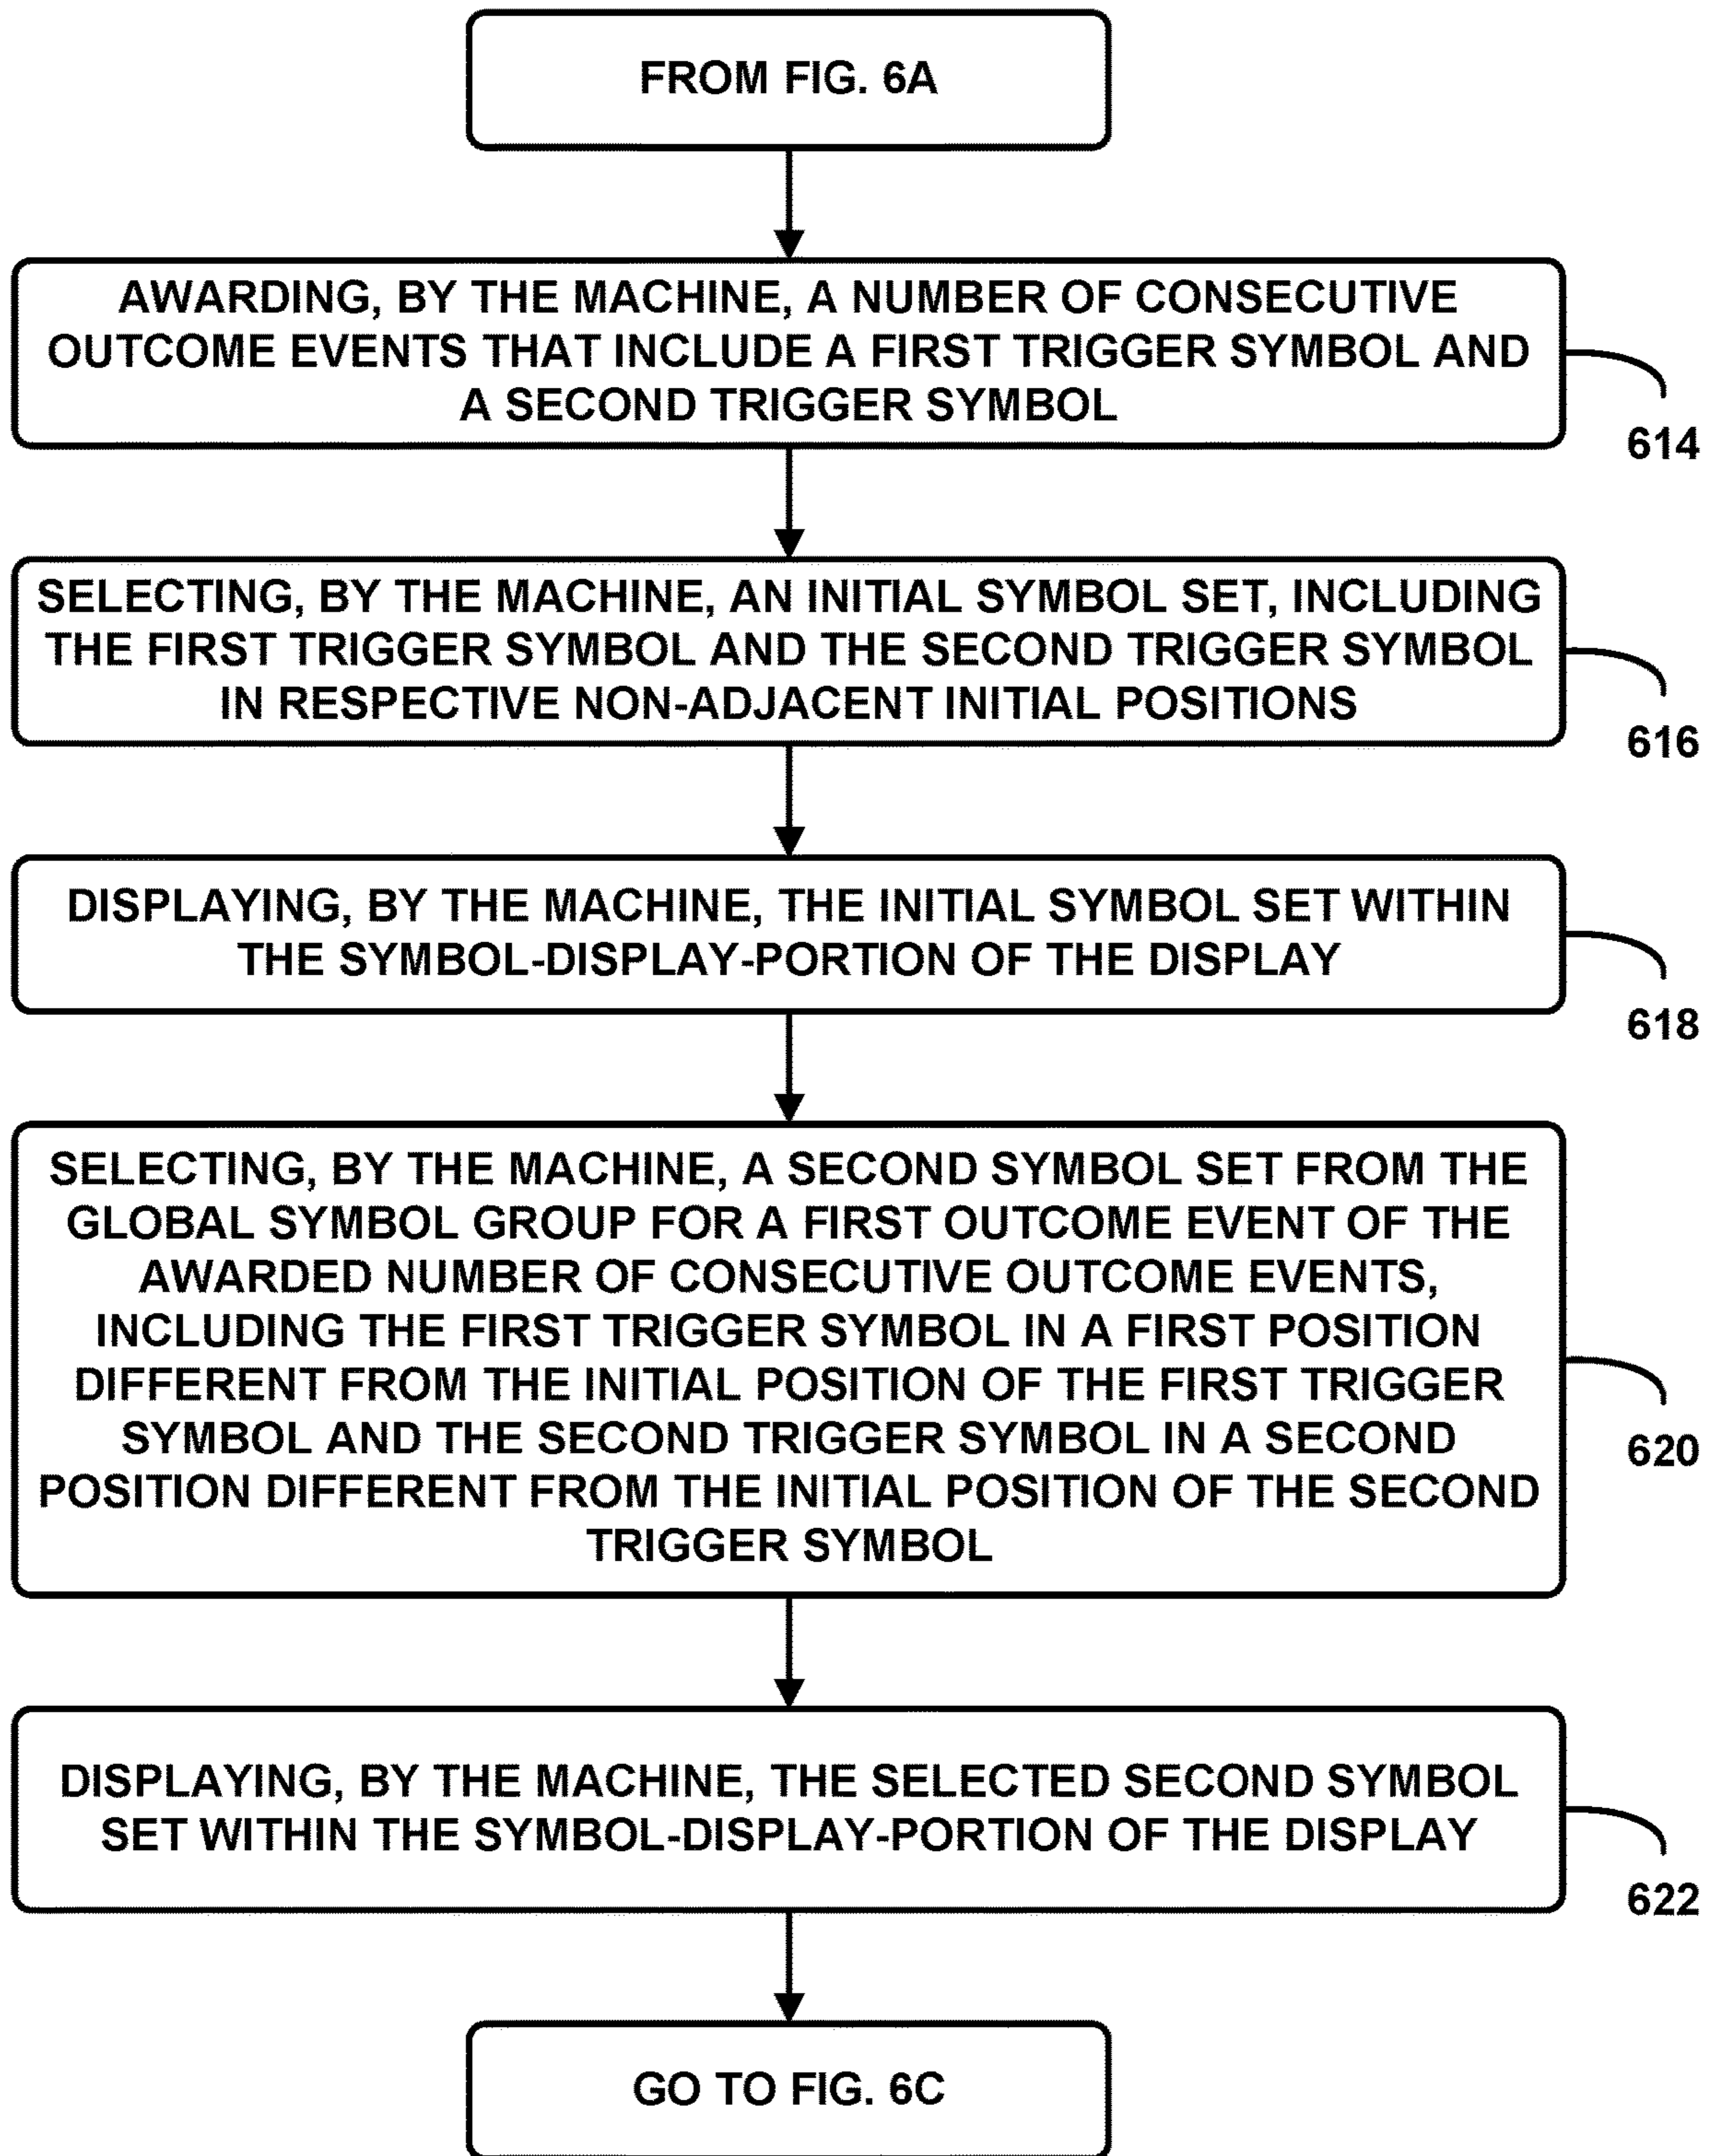 FROM FIG. 6A
AWARDING, BY THE MACHINE, A NUMBER OF CONSECUTIVE
OUTCOME EVENTS THAT INCLUDE A FIRST TRIGGER SYMBOL AND
A SECOND TRIGGER SYMBOL
614
SELECTING, BY THE MACHINE, AN INITIAL SYMBOL SET, INCLUDING
THE FIRST TRIGGER SYMBOL AND THE SECOND TRIGGER SYMBOL
IN RESPECTIVE NON-ADJACENT INITIAL POSITIONS
616
DISPLAYING, BY THE MACHINE, THE INITIAL SYMBOL SET WITHIN
THE SYMBOL-DISPLAY-PORTION OF THE DISPLAY
618
SELECTING, BY THE MACHINE, A SECOND SYMBOL SET FROM THE
GLOBAL SYMBOL GROUP FOR A FIRST OUTCOME EVENT OF THE
AWARDED NUMBER OF CONSECUTIVE OUTCOME EVENTS,
INCLUDING THE FIRST TRIGGER SYMBOL IN A FIRST POSITION
DIFFERENT FROM THE INITIAL POSITION OF THE FIRST TRIGGER
SYMBOL AND THE SECOND TRIGGER SYMBOL IN A SECOND
POSITION DIFFERENT FROM THE INITIAL POSITION OF THE SECOND
TRIGGER SYMBOL
620
DISPLAYING, BY THE MACHINE, THE SELECTED SECOND SYMBOL
SET WITHIN THE SYMBOL-DISPLAY-PORTION OF THE DISPLAY
622
GO TO FIG. 6C